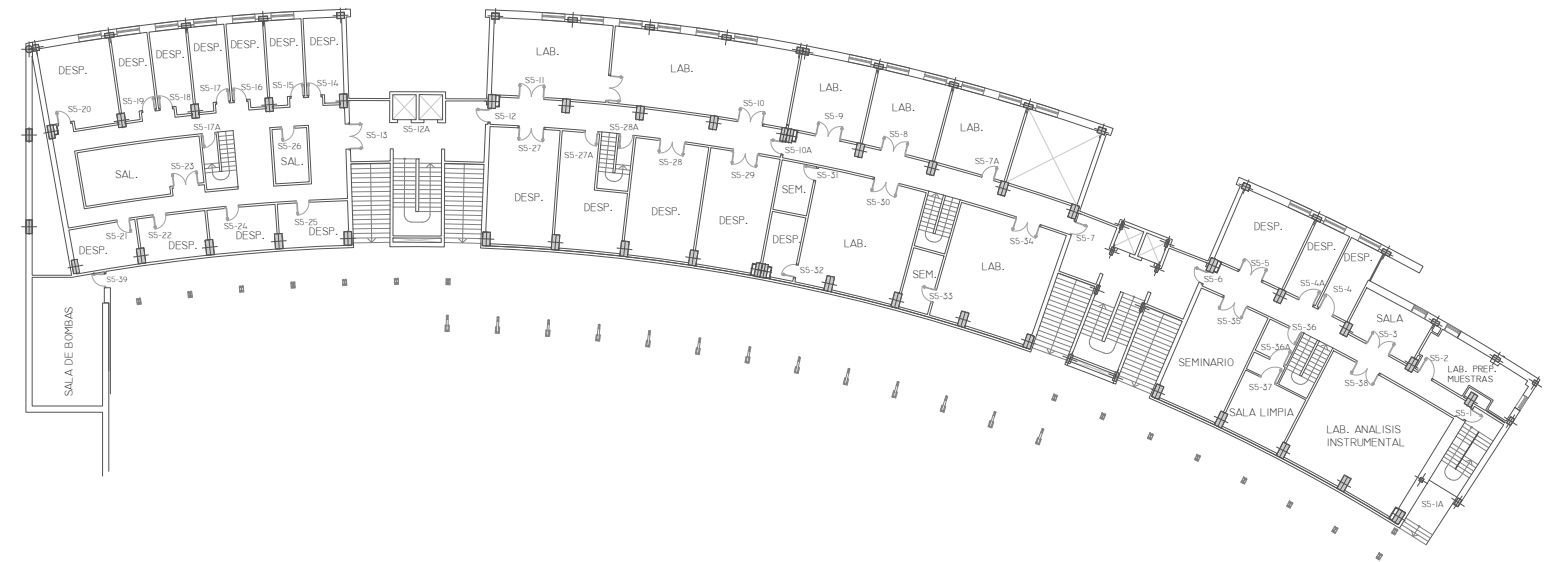 DESP.
DESP.
DESP.
DESP.
DESP.
DESP.
DESP.
S5-20
S5-19
S5-18
S5-17
S5-16
S5-15
S5-14
S5-17A
S5-26
S5-13
S5-12A
SAL.
S5-23
SAL.
S5-21
S5-22
S5-24
S5-25
DESP.
DESP.
DESP.
DESP.
S5-39
SALA DE BOMBAS
LAB.
LAB.
LAB.
LAB.
LAB.
S5-11
S5-12
S5-10
S5-9
S5-8
S5-10A
S5-7A
S5-27
S5-27A
S5-28A
S5-28
S5-29
S5-31
S5-30
DESP.
DESP.
DESP.
DESP.
SEM.
DESP.
S5-32
LAB.
SEM.
S5-33
LAB.
S5-34
S5-7
DESP.
DESP.
DESP.
S5-6
S5-5
S5-4A
S5-4
S5-35
S5-36
S5-36A
S5-37
SALA
S5-3
S5-2
S5-38
LAB. PREP.
MUESTRAS
SEMINARIO
SALA LIMPIA
LAB. ANALISIS
INSTRUMENTAL
S5-1
S5-1A